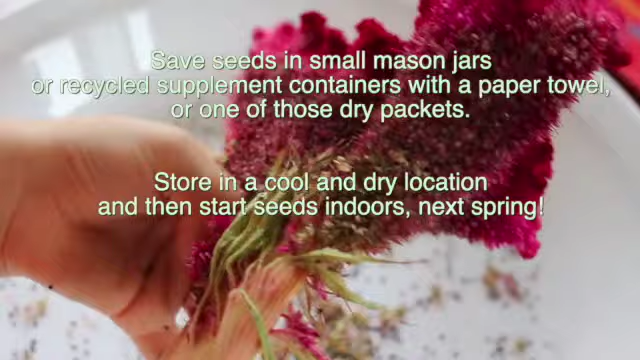 Save seeds in small mason jars
or recycled supplement containers with a paper towel,
or one of those dry packets.
Store in a cool and dry location
and then start seeds indoors, next spring!